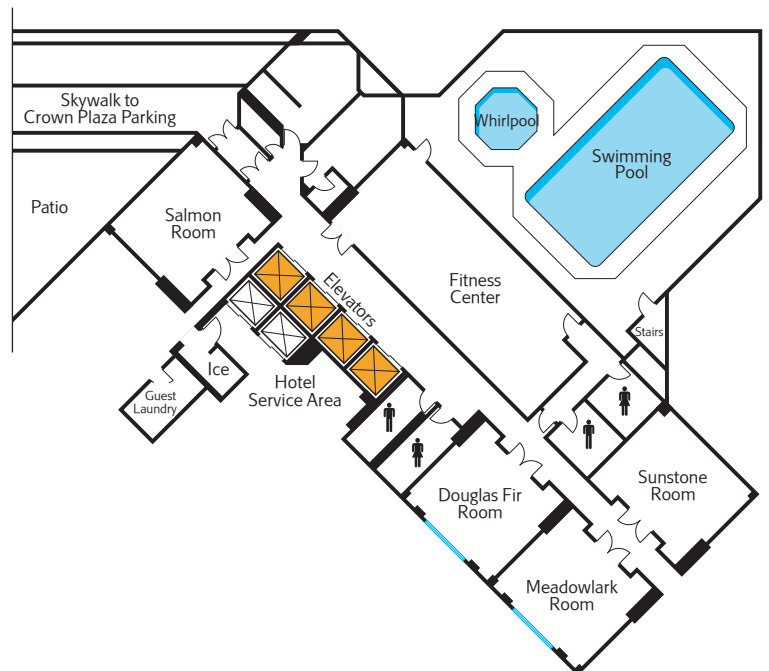 Skywalk to
Crown Plaza Parking
Whirlpool
Swimming
Pool
Patio
Salmon
Room
Elevators
Fitness
Center
Stairs
Ice
Guest
Laundry
Hotel
Service Area
Douglas Fir
Room
Sunstone
Room
Meadowlark
Room